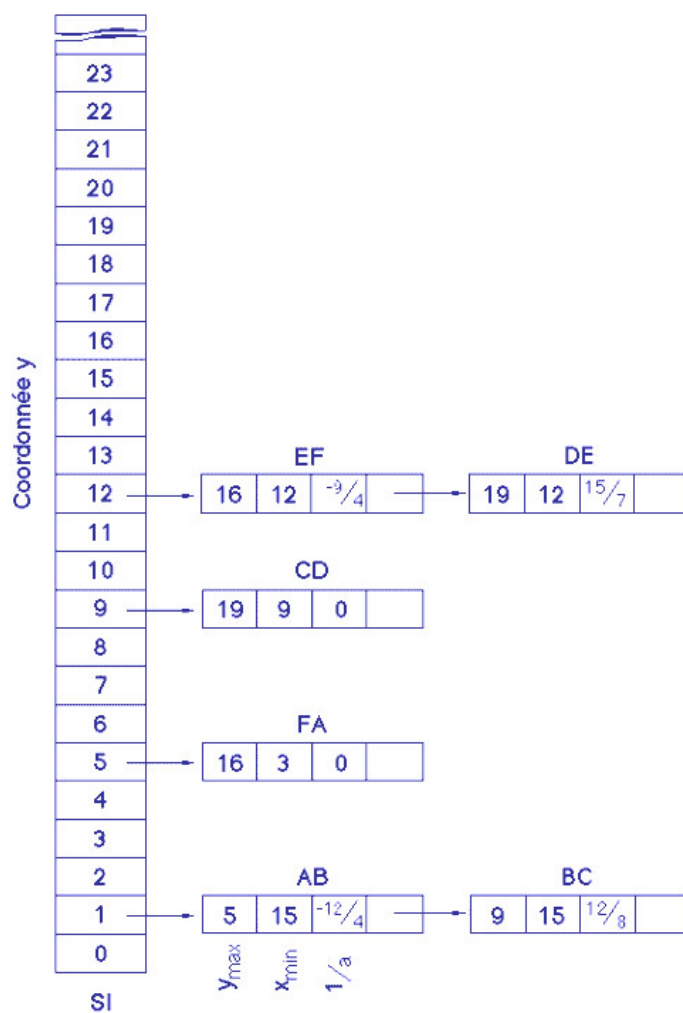 23
22
21
20
19
18
17
16
15
14
13
EF DE
12 16 12 -9/4 19 12 15/7
11
10 CD
9 19 9 0
8
7
6 FA
5 16 3 0
4
3
2 AB BC
1 5 15 -12/4 9 15 12/8
0
ymax xmin 1/a
SI
Coordonnée y